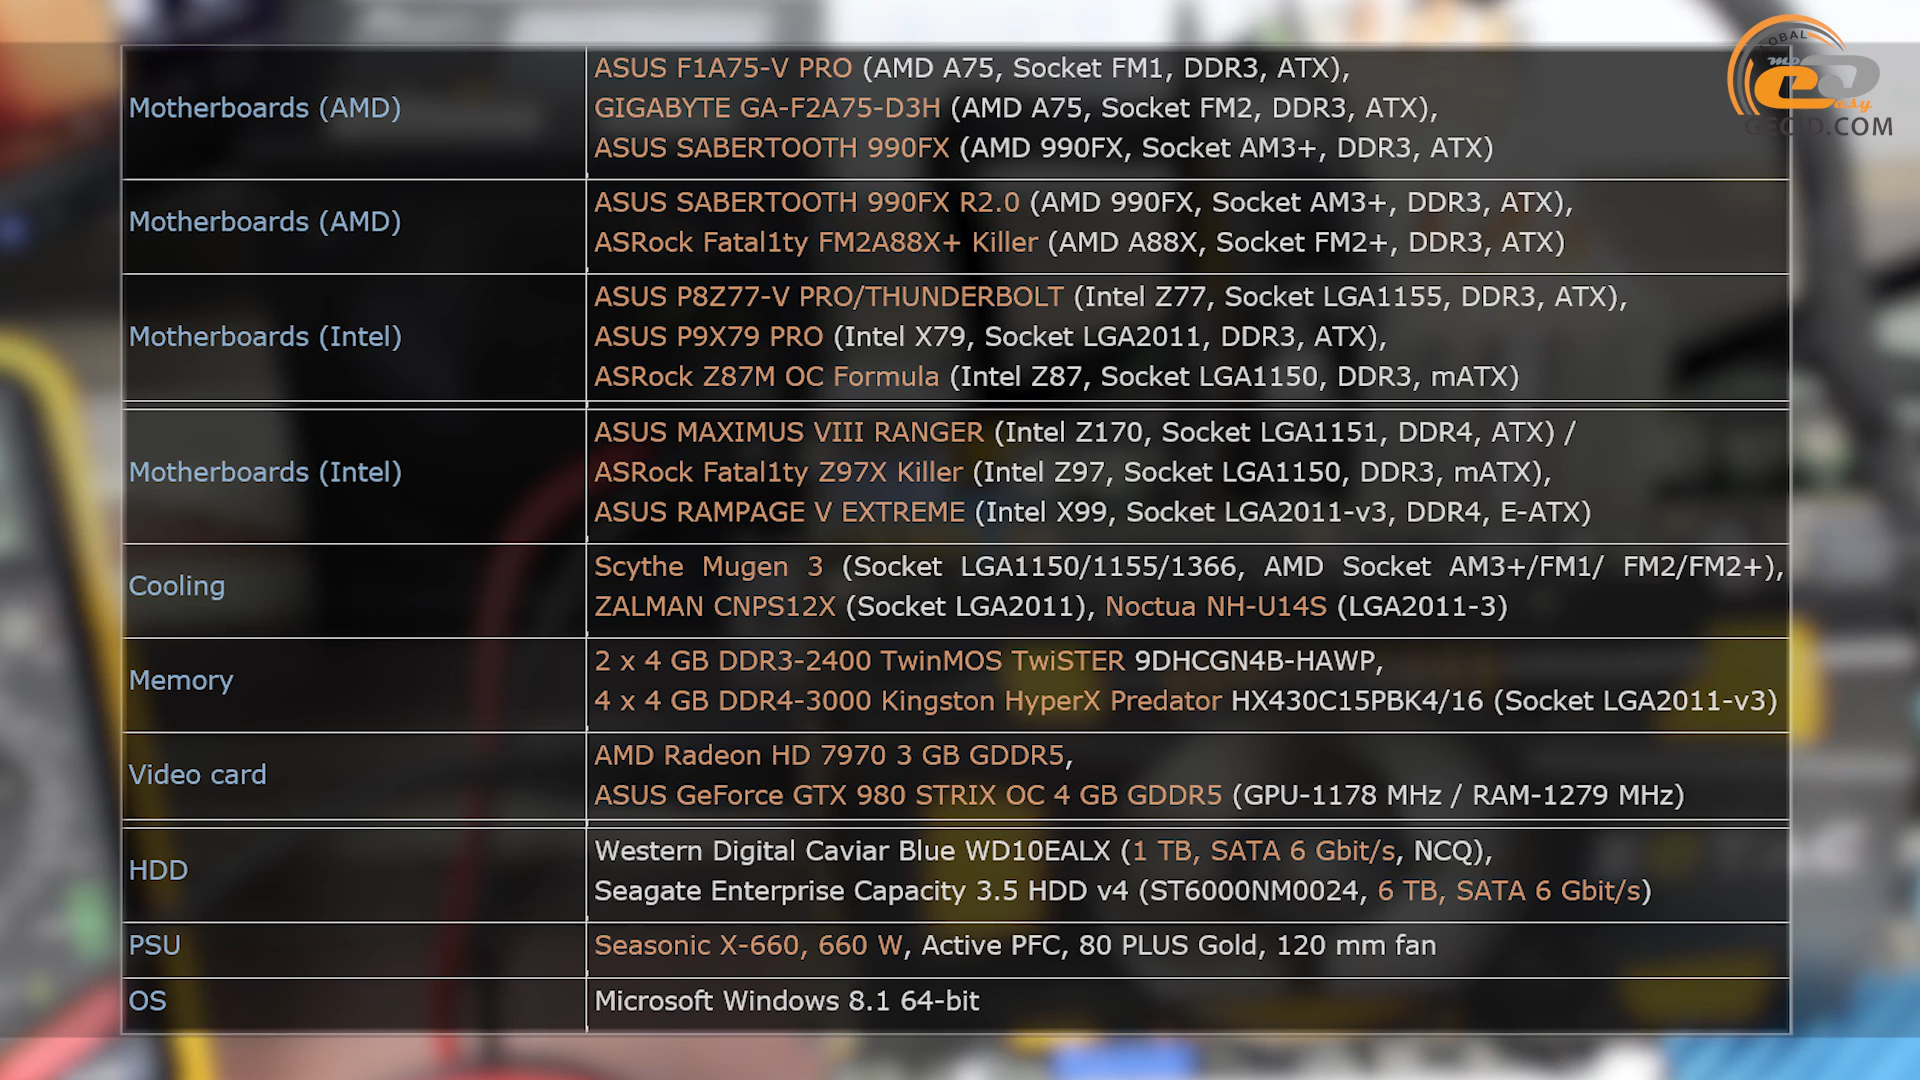 GLOBAL
easy
GECID.COM
Motherboards (AMD)
ASUS F1A75-V PRO (AMD A75, Socket FM1, DDR3, ATX),
GIGABYTE GA-F2A75-D3H (AMD A75, Socket FM2, DDR3, ATX),
ASUS SABERTOOTH 990FX (AMD 990FX, Socket AM3+, DDR3, ATX)
Motherboards (AMD)
ASUS SABERTOOTH 990FX R2.0 (AMD 990FX, Socket AM3+, DDR3, ATX),
ASRock Fatal1ty FM2A88X+ Killer (AMD A88X, Socket FM2+, DDR3, ATX)
Motherboards (Intel)
ASUS P8Z77-V PRO/THUNDERBOLT (Intel Z77, Socket LGA1155, DDR3, ATX),
ASUS P9X79 PRO (Intel X79, Socket LGA2011, DDR3, ATX),
ASRock Z87M OC Formula (Intel Z87, Socket LGA1150, DDR3, mATX)
Motherboards (Intel)
ASUS MAXIMUS VIII RANGER (Intel Z170, Socket LGA1151, DDR4, ATX) /
ASRock Fatal1ty Z97X Killer (Intel Z97, Socket LGA1150, DDR3, mATX),
ASUS RAMPAGE V EXTREME (Intel X99, Socket LGA2011-v3, DDR4, E-ATX)
Cooling
Scythe Mugen 3 (Socket LGA1150/1155/1366, AMD Socket AM3+/FM1/ FM2/FM2+),
ZALMAN CNPS12X (Socket LGA2011), Noctua NH-U14S (LGA2011-3)
Memory
2 x 4 GB DDR3-2400 TwinMOS TwiSTER 9DHCGN4B-HAWP,
4 x 4 GB DDR4-3000 Kingston HyperX Predator HX430C15PBK4/16 (Socket LGA2011-v3)
Video card
AMD Radeon HD 7970 3 GB GDDR5,
ASUS GeForce GTX 980 STRIX OC 4 GB GDDR5 (GPU-1178 MHz / RAM-1279 MHz)
HDD
Western Digital Caviar Blue WD10EALX (1 TB, SATA 6 Gbit/s, NCQ),
Seagate Enterprise Capacity 3.5 HDD v4 (ST6000NM0024, 6 TB, SATA 6 Gbit/s)
PSU
Seasonic X-660, 660 W, Active PFC, 80 PLUS Gold, 120 mm fan
OS
Microsoft Windows 8.1 64-bit